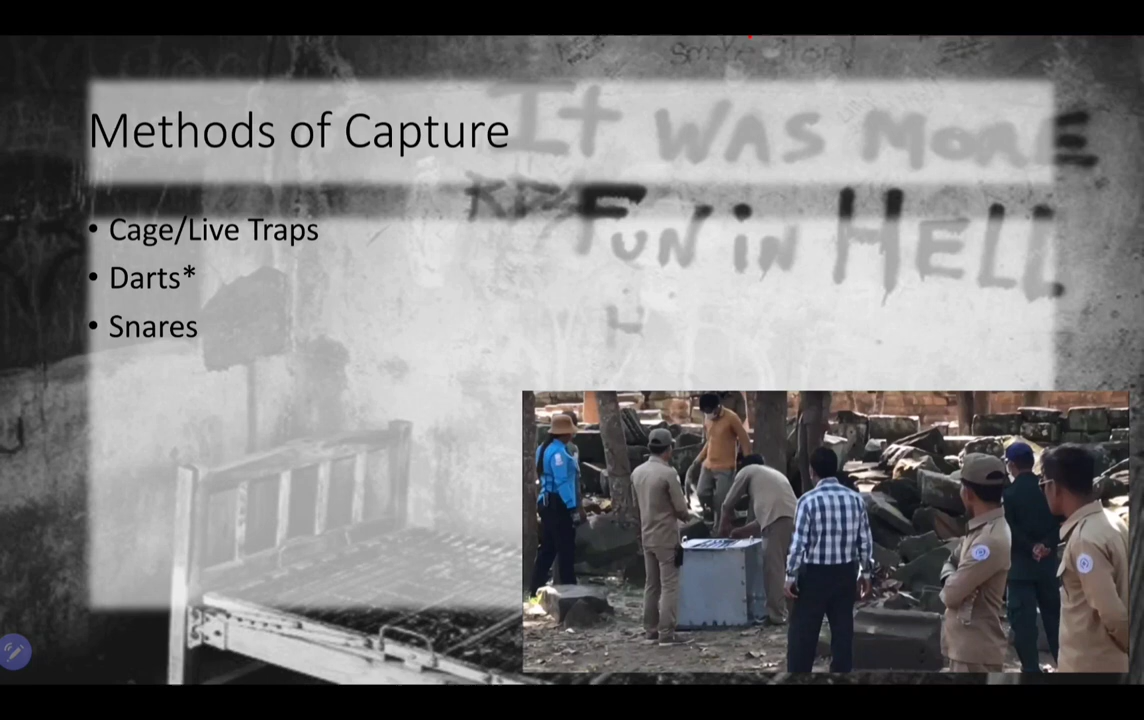 Methods of Capture
It WAS MORE
FUN in HELL
• Cage/Live Traps
• Darts*
• Snares